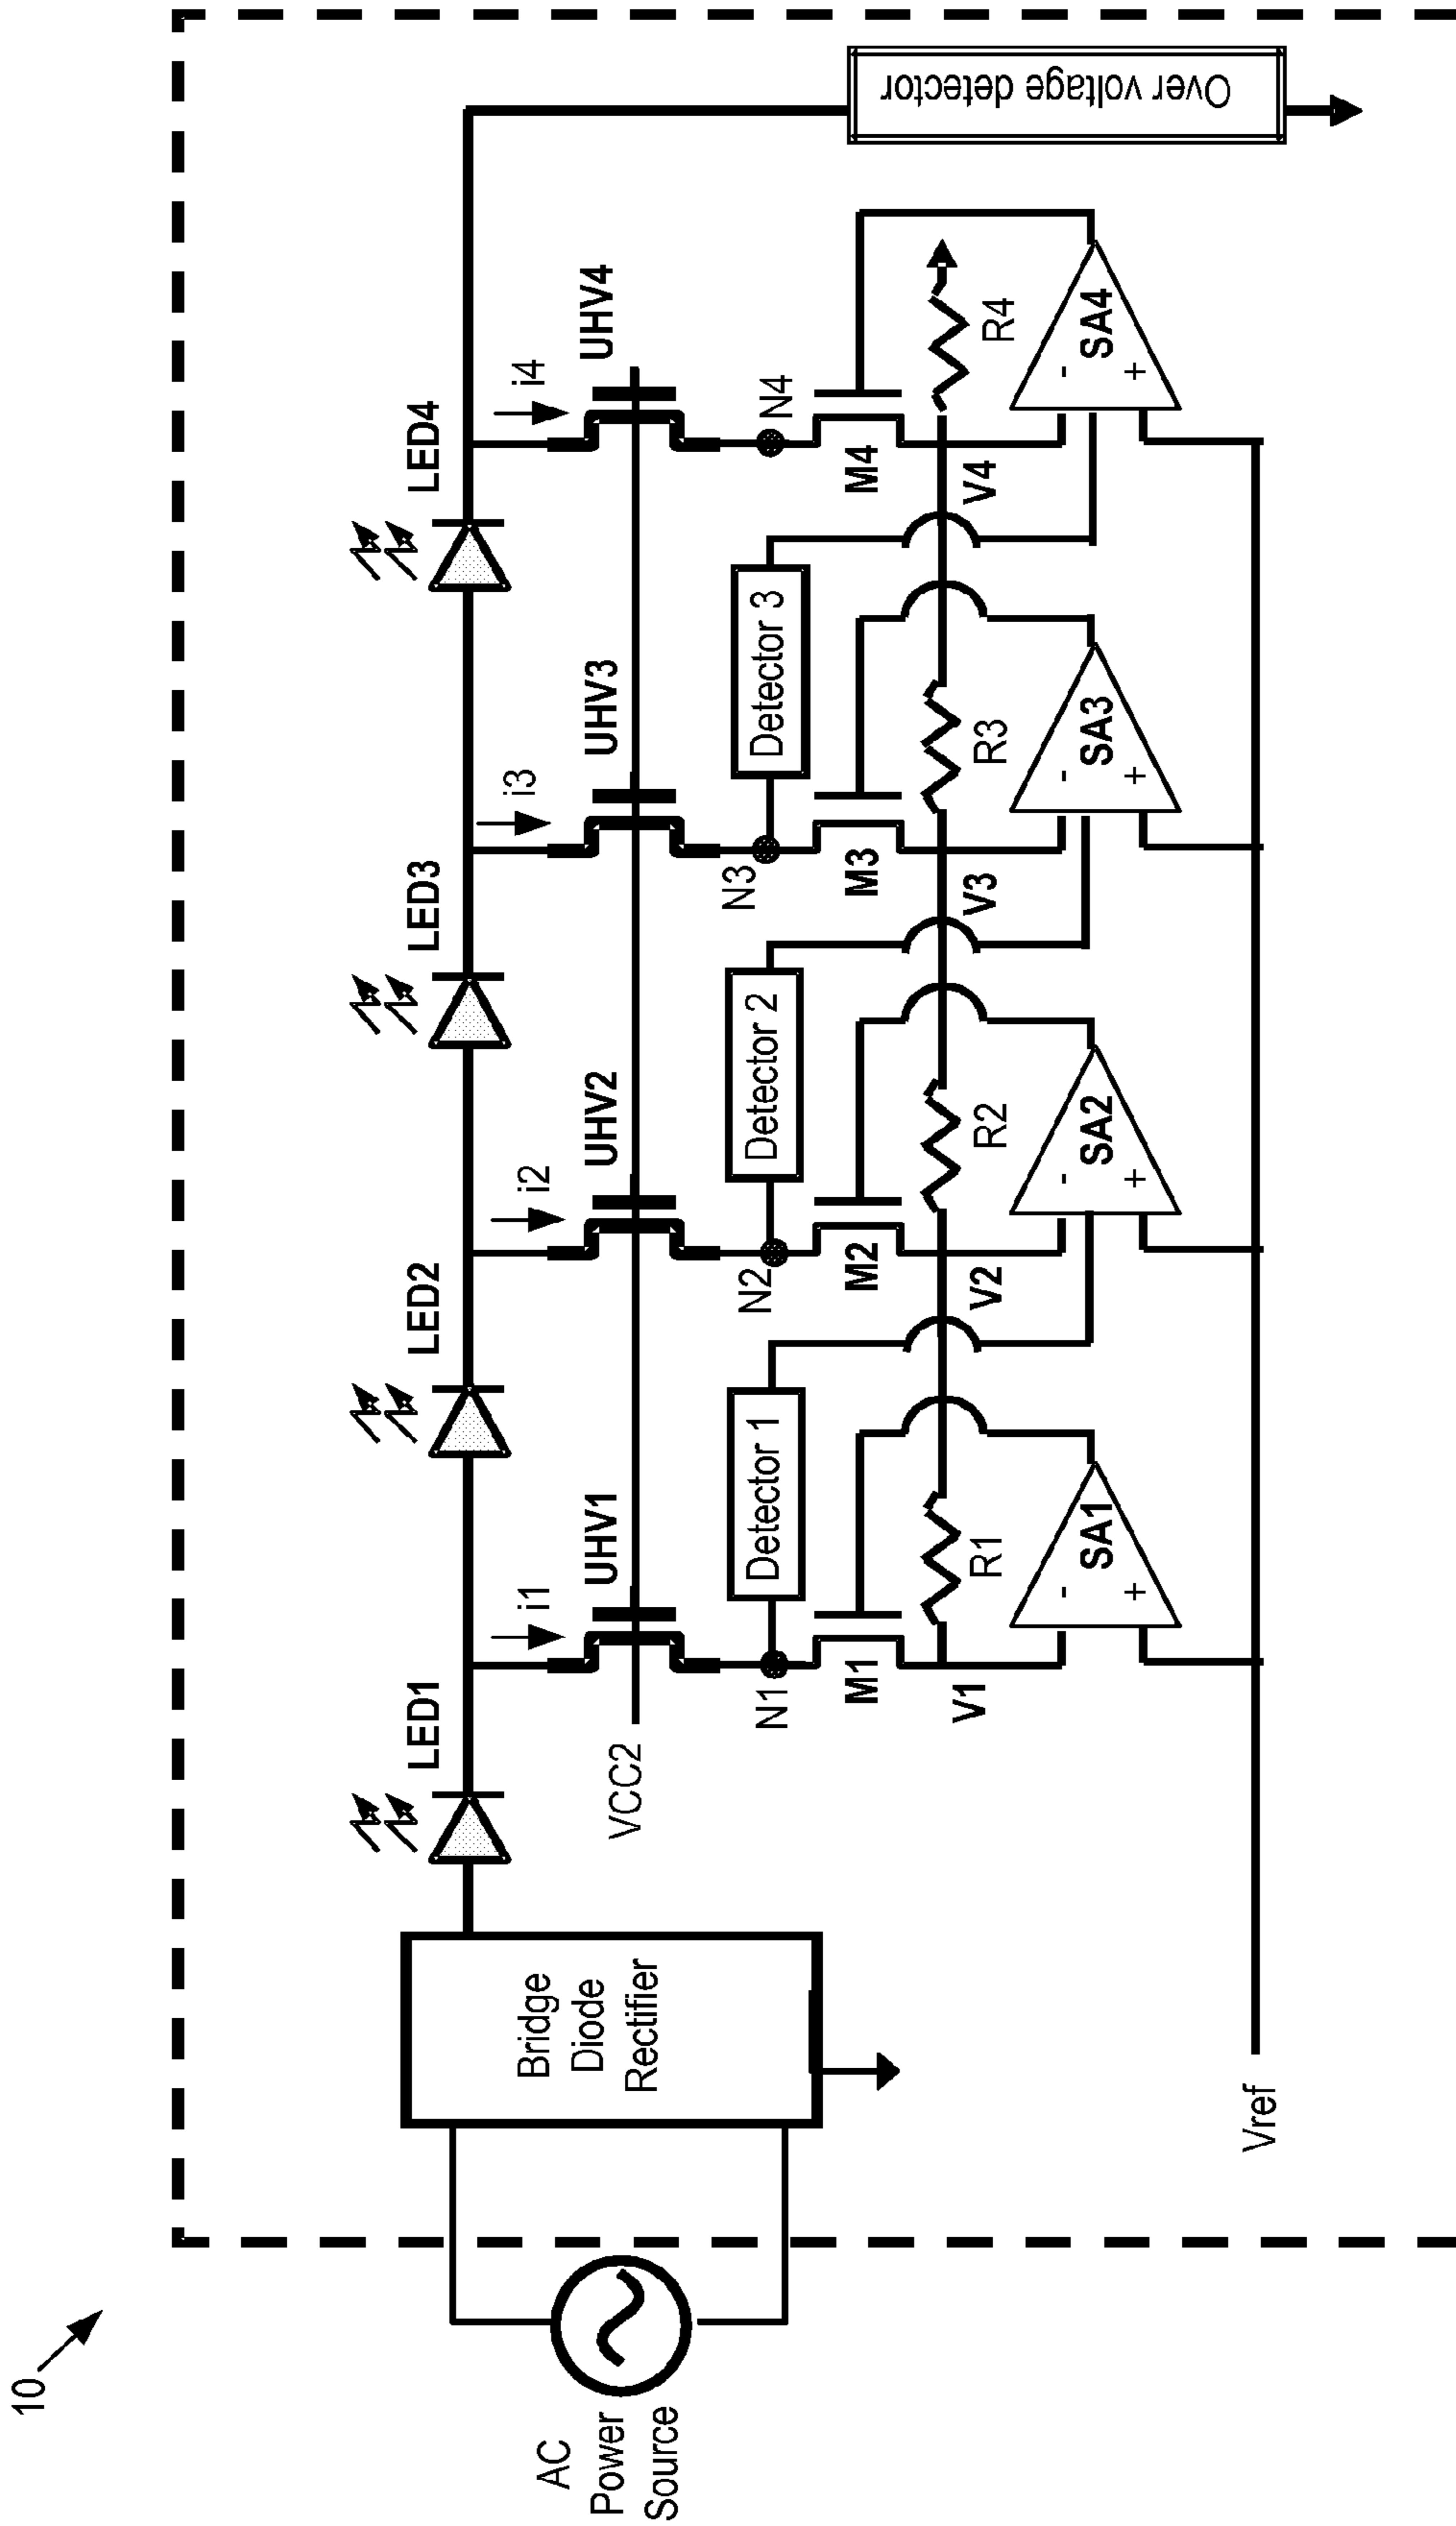 10
AC
Power
Source
Bridge
Diode
Rectifier
LED1
LED2
LED3
LED4
i1
i2
i3
i4
UHV1
UHV2
UHV3
UHV4
VCC2
N1
N2
N3
N4
Detector 1
Detector 2
Detector 3
M1
M2
M3
M4
V1
V2
V3
V4
R1
R2
R3
R4
- SA1 +
- SA2 +
- SA3 +
- SA4 +
Vref
Over voltage detector